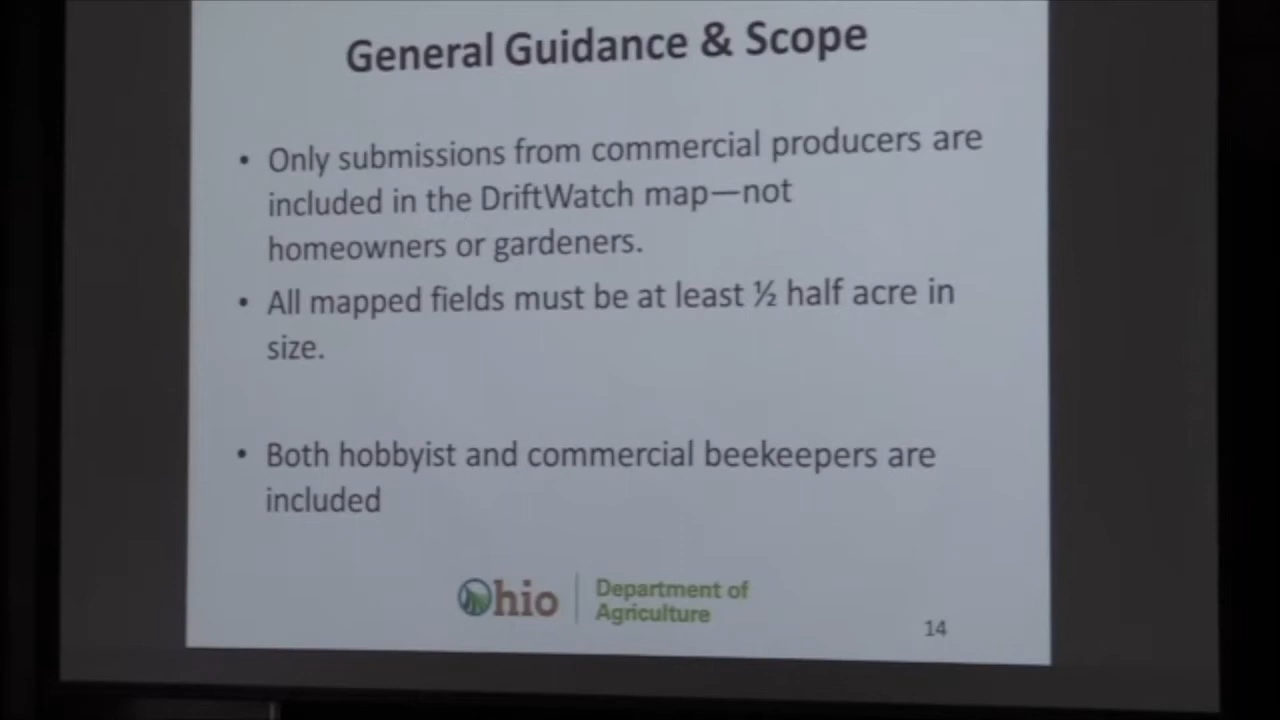 General Guidance & Scope
• Only submissions from commercial producers are
included in the DriftWatch map—not
homeowners or gardeners.
• All mapped fields must be at least ½ half acre in
size.
• Both hobbyist and commercial beekeepers are
included
Ohio
Department of
Agriculture
14